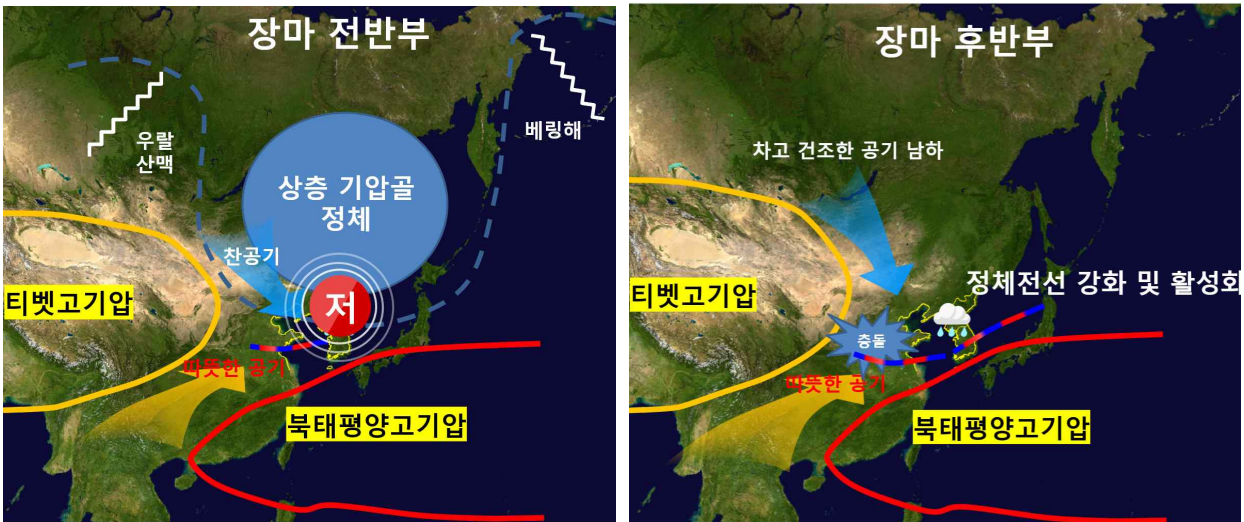 장마 전반부
우랄
산맥
베링해
상층 기압골
정체
찬공기
저
티벳고기압
따뜻한 공기
북태평양고기압
장마 후반부
차고 건조한 공기 남하
정체전선 강화 및 활성화
티벳고기압
충돌
따뜻한 공기
북태평양고기압